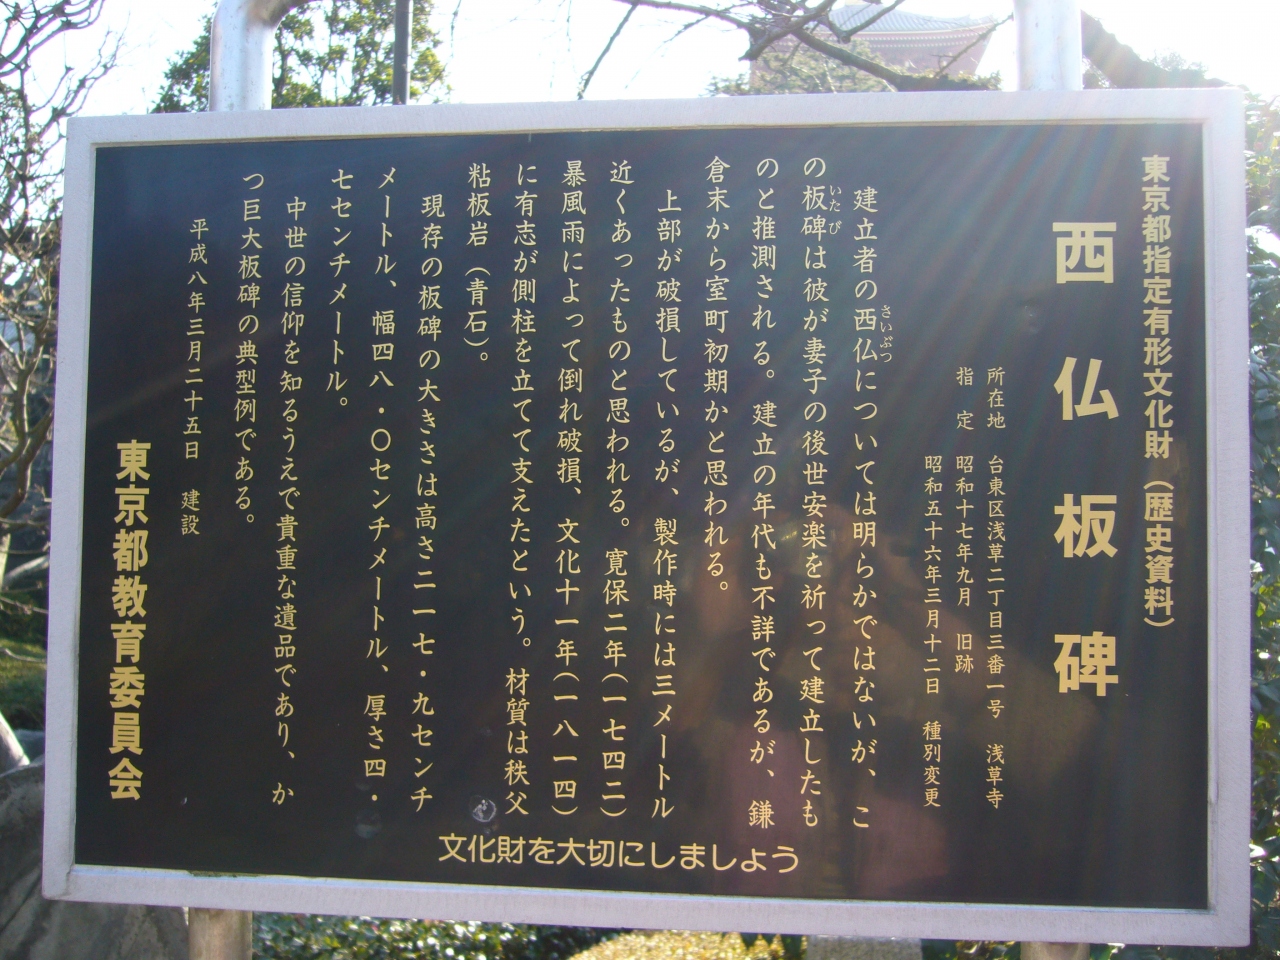 東京都指定有形文化財（歴史資料）
西仏板碑
所在地　台東区浅草二丁目三番一号　浅草寺
指　定　昭和十七年九月　旧跡
昭和五十六年三月十二日　種別変更
建立者の西仏については明らかではないが、こ
さいぶつ
の板碑は彼が妻子の後世安楽を祈って建立したも
いたび
のと推測される。建立の年代も不詳であるが、鎌
倉末から室町初期かと思われる。
上部が破損しているが、製作時には三メートル
近くあったものと思われる。寛保二年（一七四二）
暴風雨によって倒れ破損、文化十一年（一八一四）
に有志が側柱を立てて支えたという。材質は秩父
粘板岩（青石）。
現存の板碑の大きさは高さ二一七・九センチ
メートル、幅四八・〇センチメートル、厚さ四・
七センチメートル。
中世の信仰を知るうえで貴重な遺品であり、か
つ巨大板碑の典型例である。
平成八年三月二十五日　建設
東京都教育委員会
文化財を大切にしましょう